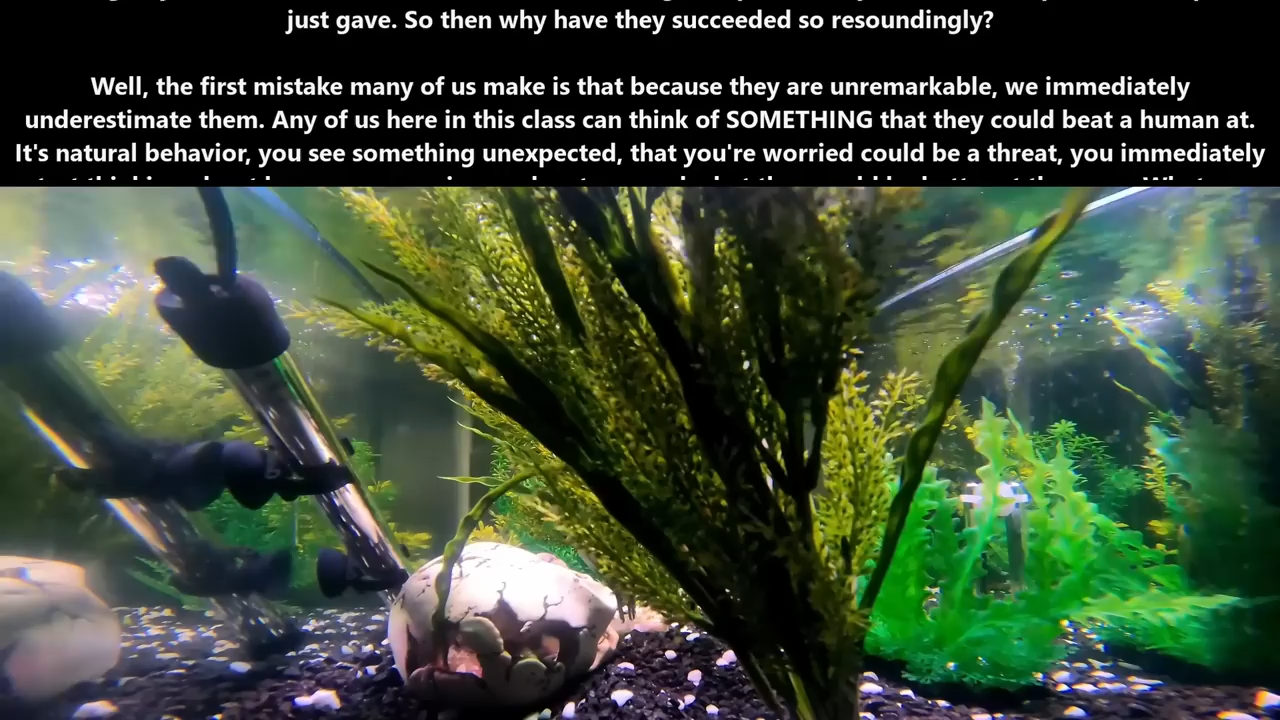 just gave. So then why have they succeeded so resoundingly?
Well, the first mistake many of us make is that because they are unremarkable, we immediately
underestimate them. Any of us here in this class can think of SOMETHING that they could beat a human at.
It's natural behavior, you see something unexpected, that you're worried could be a threat, you immediately